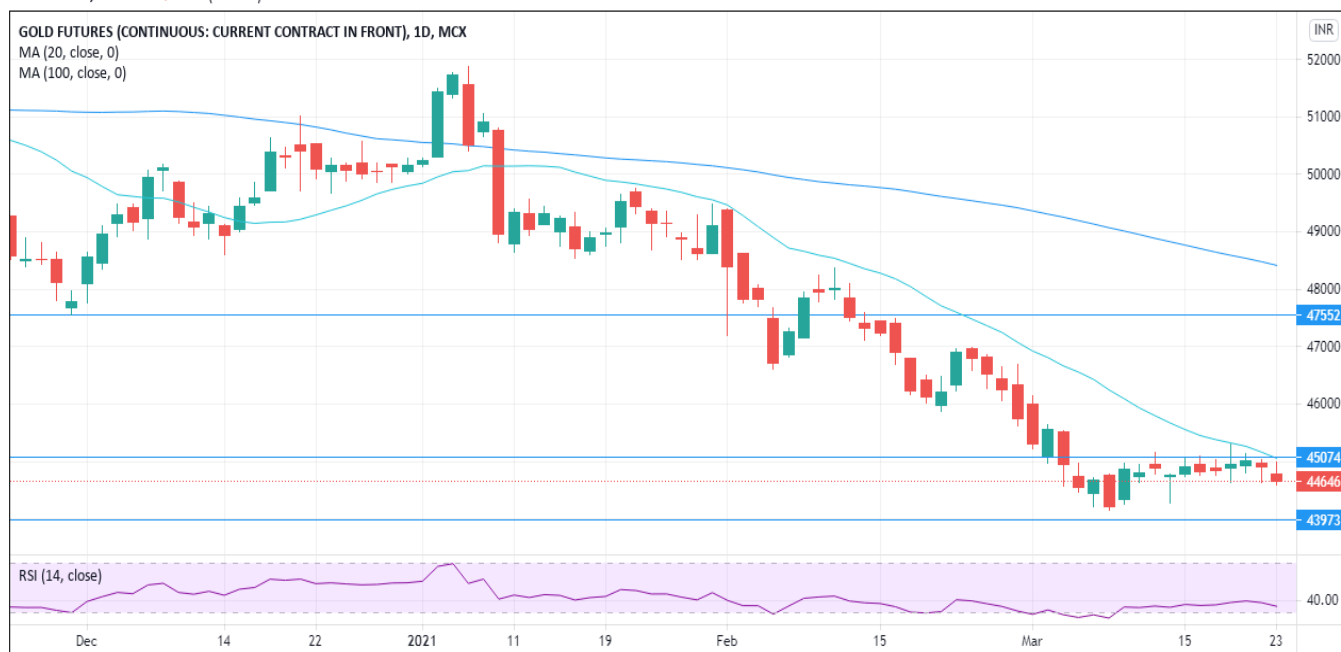 GOLD FUTURES (CONTINUOUS: CURRENT CONTRACT IN FRONT), 1D, MCX
INR
MA (20, close, 0)
MA (100, close, 0)
52000
51000
50000
49000
48000
47552
47000
46000
45074
44646
43973
RSI (14, close)
40.00
Dec 14 22 2021 11 19 Feb 15 Mar 15 23